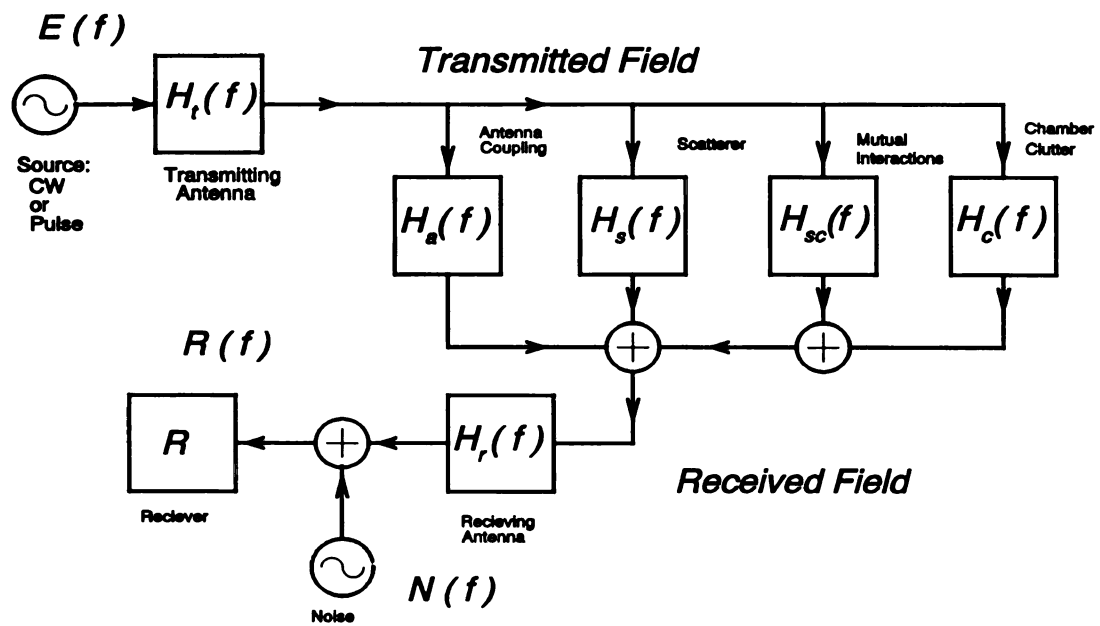 E ( f )
Transmitted Field
H_t ( f )
Antenna
Coupling
Scatterer
Mutual
Interactions
Chamber
Clutter
Source:
CW
or
Pulse
Transmitting
Antenna
H_a ( f )
H_s ( f )
H_sc (f )
H_c ( f )
+
+
R ( f )
R
+
H_r ( f )
Received Field
Reciever
Recieving
Antenna
N ( f )
Noise